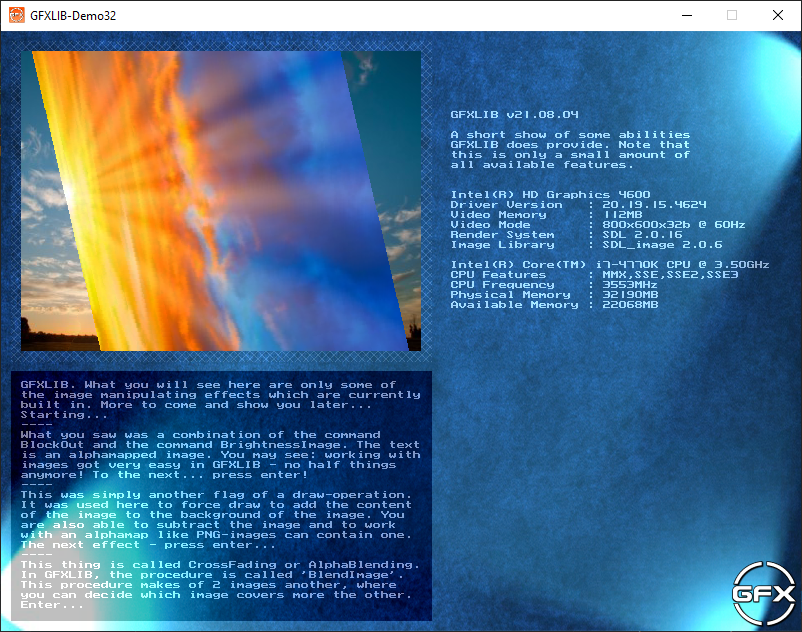 GFXLIB-Demo32
GFXLIB v21.08.04
A short show of some abilities
GFXLIB does provide. Note that
this is only a small amount of
all available features.
Intel(R) HD Graphics 4600
Driver Version : 20.19.15.4624
Video Memory : 112MB
Video Mode : 800x600x32b @ 60Hz
Render System : SDL 2.0.16
Image Library : SDL_image 2.0.6
Intel(R) Core(TM) i7-4770K CPU @ 3.50GHz
CPU Features : MMX,SSE,SSE2,SSE3
CPU Frequency : 3553MHz
Physical Memory : 32190MB
Available Memory : 22068MB
GFXLIB. What you will see here are only some of
the image manipulating effects which are currently
built in. More to come and show you later...
Starting...
----
What you saw was a combination of the command
BlockOut and the command BrightnessImage. The text
is an alphamapped image. You may see: working with
images got very easy in GFXLIB - no half things
anymore! To the next... press enter!
----
This was simply another flag of a draw-operation.
It was used here to force draw to add the content
of the image to the background of the image. You
are also able to subtract the image and to work
with an alphamap like PNG-images can contain one.
The next effect - press enter...
----
This thing is called CrossFading or AlphaBlending.
In GFXLIB, the procedure is called 'BlendImage'.
This procedure makes of 2 images another, where
you can decide which image covers more the other.
Enter...
GFX